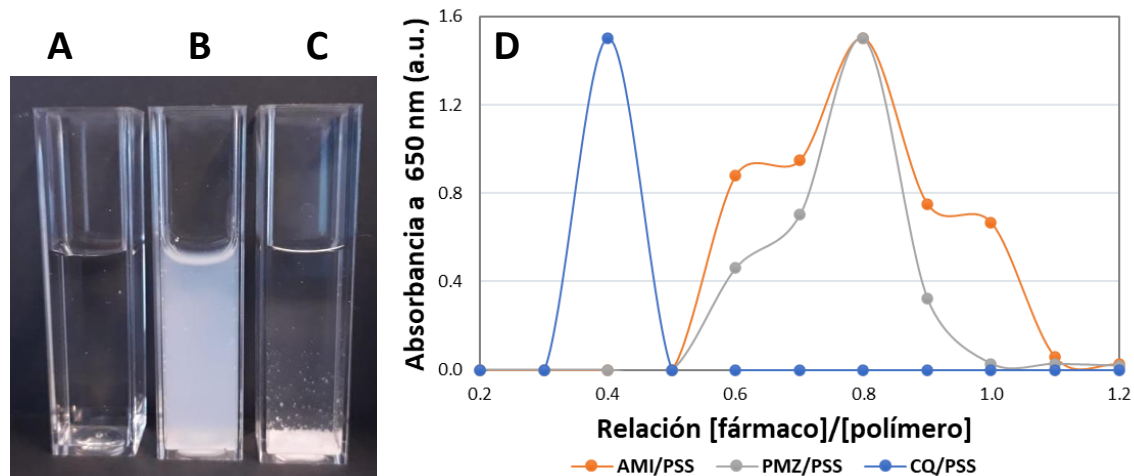 A B C
D
Absorbancia a 650 nm (a.u.)
1.6
1.2
0.8
0.4
0.0
0.2 0.4 0.6 0.8 1.0 1.2
Relación [fármaco]/[polímero]
AMI/PSS PMZ/PSS CQ/PSS